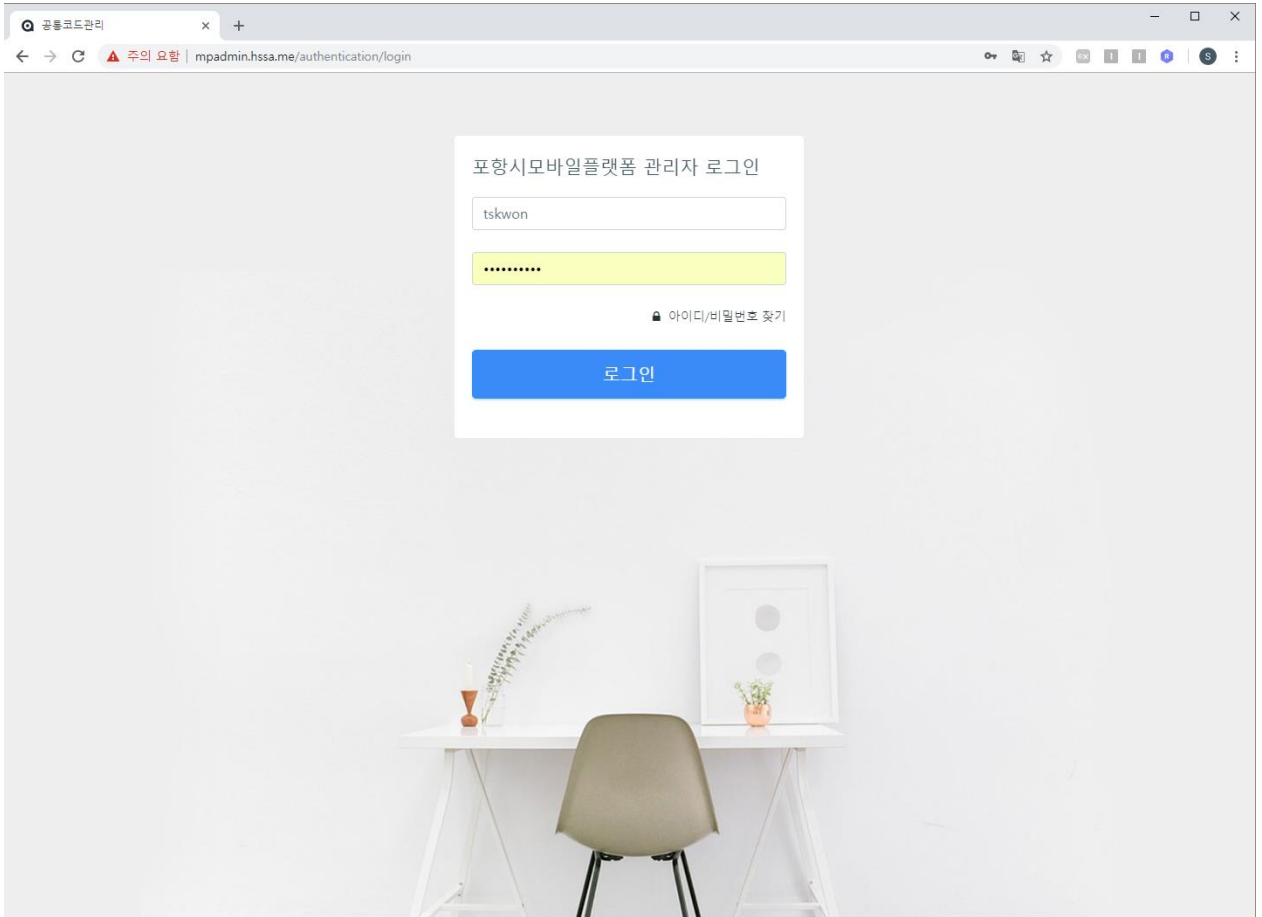 공통코드관리
주의 요함 mpadmin.hssa.me/authentication/login
S
포항시모바일플랫폼 관리자 로그인
tskwon
••••••••••
아이디/비밀번호 찾기
로그인